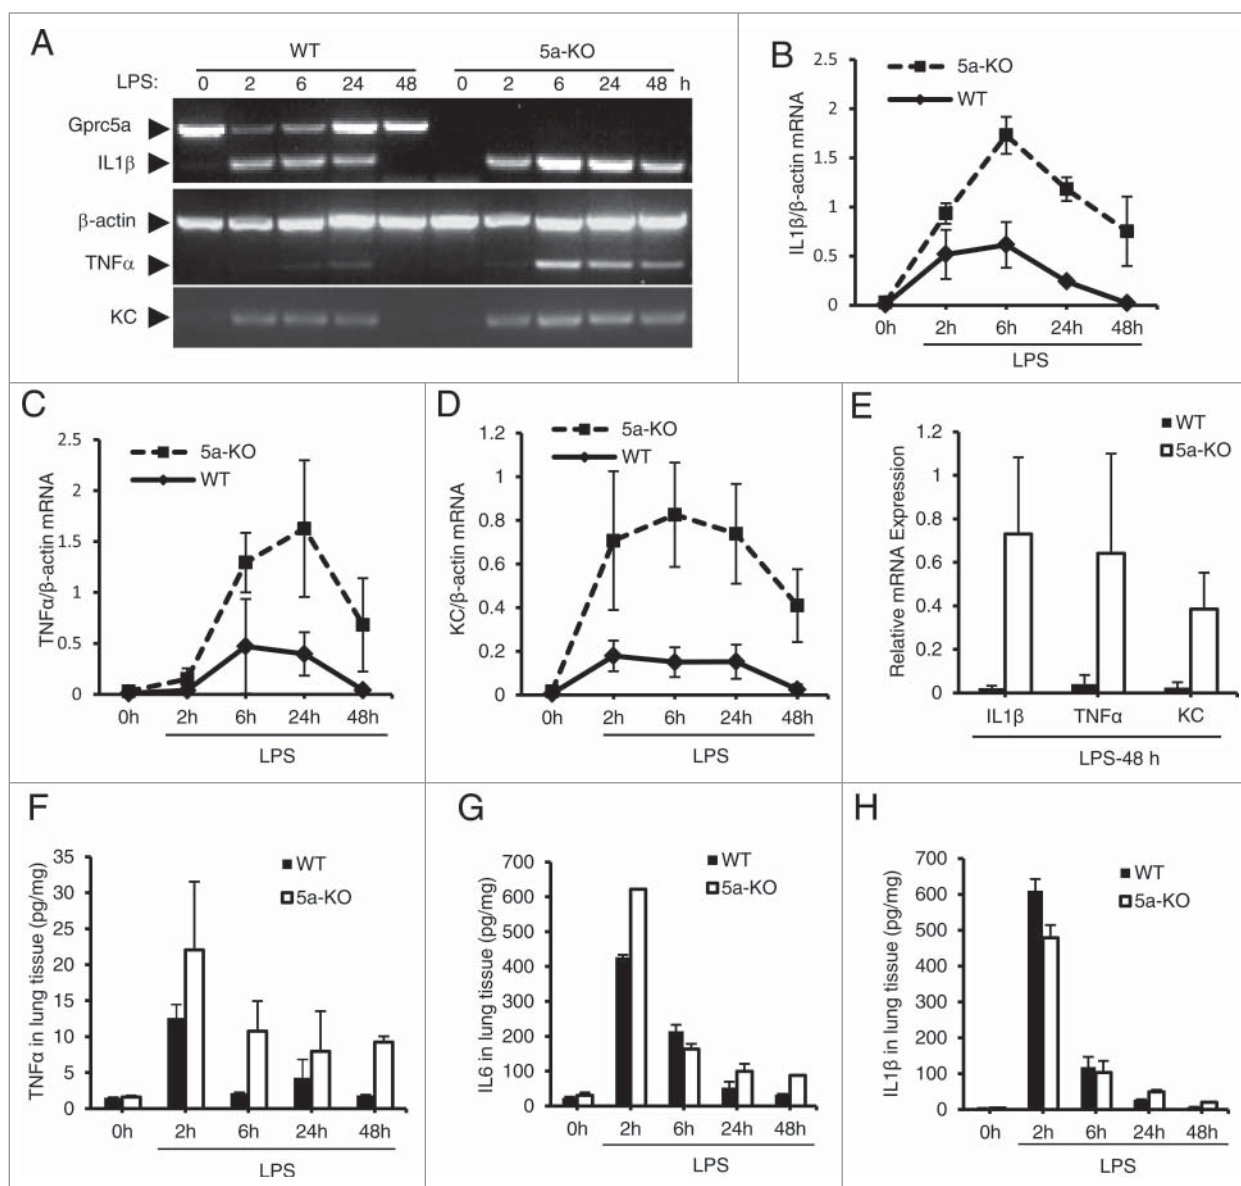 A
WT 5a-KO
LPS: 0 2 6 24 48 0 2 6 24 48 h
Gprc5a
IL1β
β-actin
TNFα
KC
B
IL1β/β-actin mRNA
2.5
2
1.5
1
0.5
0
5a-KO
WT
0h 2h 6h 24h 48h
LPS
C
TNFα/β-actin mRNA
2.5
2
1.5
1
0.5
0
5a-KO
WT
0h 2h 6h 24h 48h
LPS
D
KC/β-actin mRNA
1.2
1
0.8
0.6
0.4
0.2
0
5a-KO
WT
0h 2h 6h 24h 48h
LPS
E
Relative mRNA Expression
1.2
1
0.8
0.6
0.4
0.2
0
WT
5a-KO
IL1β TNFα KC
LPS-48 h
F
TNFα in lung tissue (pg/mg)
35
30
25
20
15
10
5
0
WT
5a-KO
0h 2h 6h 24h 48h
LPS
G
IL6 in lung tissue (pg/mg)
700
600
500
400
300
200
100
0
WT
5a-KO
0h 2h 6h 24h 48h
LPS
H
IL1β in lung tissue (pg/mg)
700
600
500
400
300
200
100
0
WT
5a-KO
0h 2h 6h 24h 48h
LPS